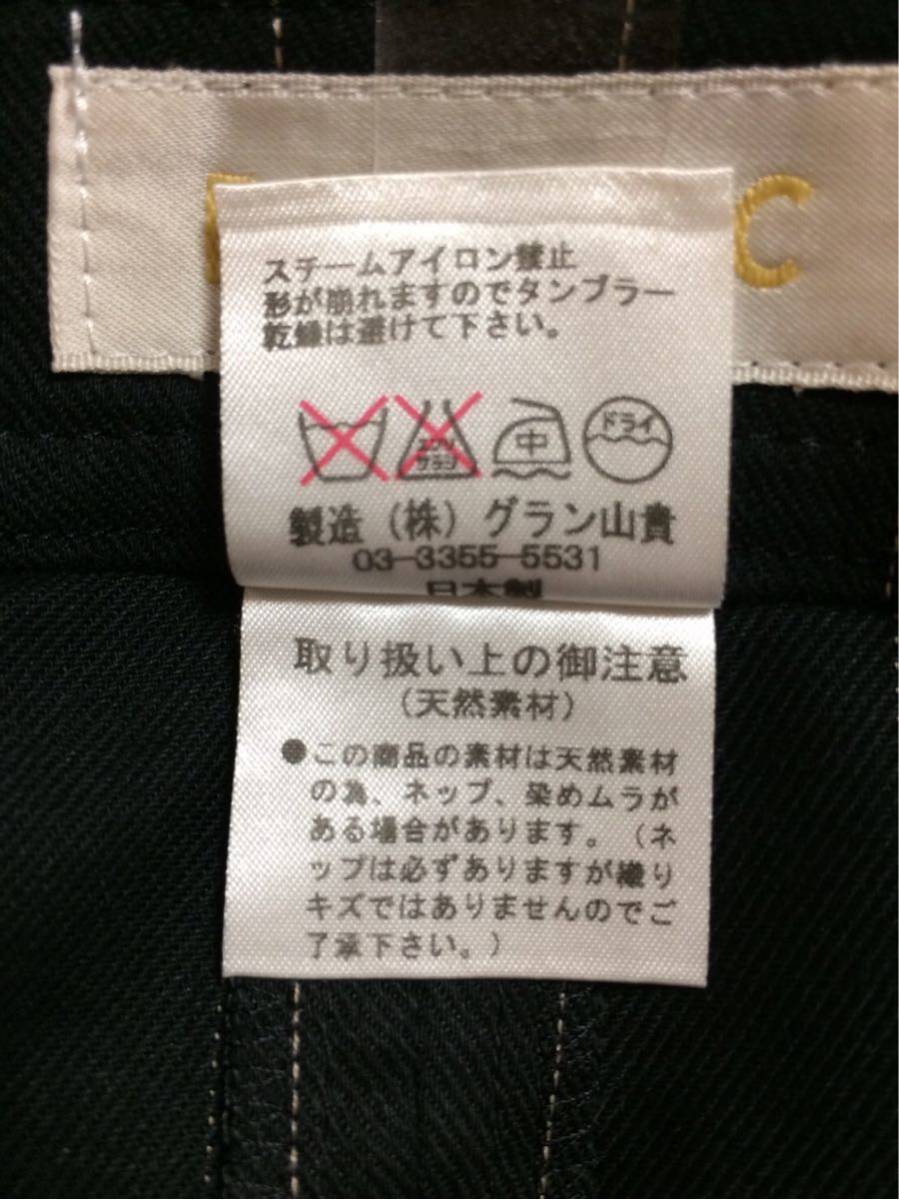 C
スチームアイロン禁止
形が崩れますのでタンブラー
乾燥は避けて下さい。
エンソ
サラシ
中
ドライ
製造（株）グラン山貴
03-3355-5531
日本製
取り扱い上の御注意
（天然素材）
●この商品の素材は天然素材
の為、ネップ、染めムラが
ある場合があります。（ネ
ップは必ずありますが織り
キズではありませんのでご
了承下さい。）